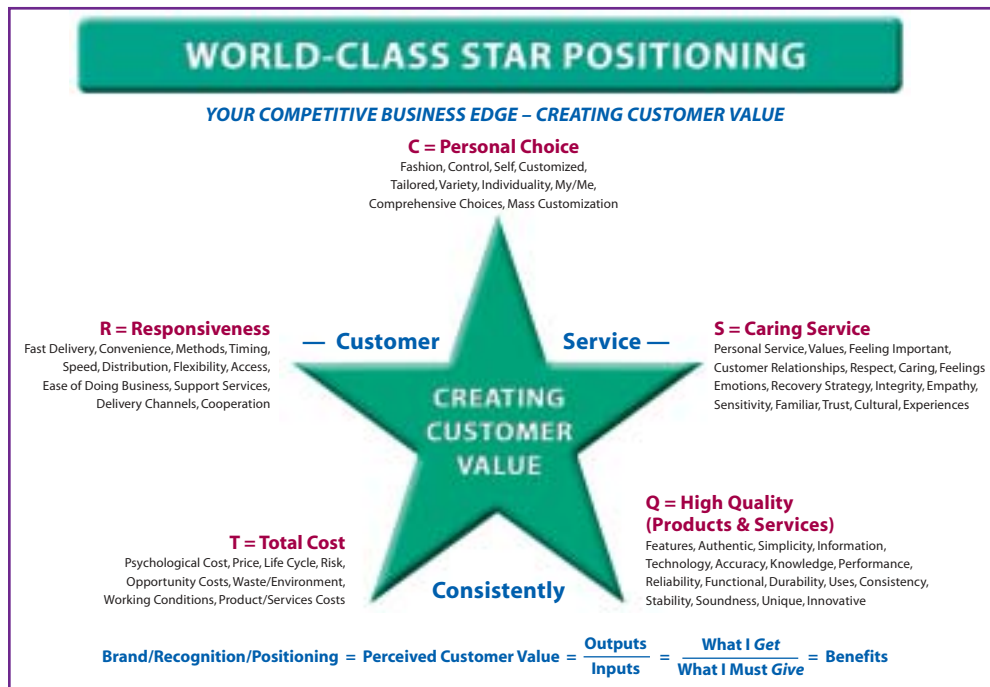 WORLD-CLASS STAR POSITIONING
YOUR COMPETITIVE BUSINESS EDGE – CREATING CUSTOMER VALUE
C = Personal Choice
Fashion, Control, Self, Customized,
Tailored, Variety, Individuality, My/Me,
Comprehensive Choices, Mass Customization
R = Responsiveness
Fast Delivery, Convenience, Methods, Timing,
Speed, Distribution, Flexibility, Access,
Ease of Doing Business, Support Services,
Delivery Channels, Cooperation
— Customer
Service —
S = Caring Service
Personal Service, Values, Feeling Important,
Customer Relationships, Respect, Caring, Feelings
Emotions, Recovery Strategy, Integrity, Empathy,
Sensitivity, Familiar, Trust, Cultural, Experiences
CREATING
CUSTOMER
VALUE
T = Total Cost
Psychological Cost, Price, Life Cycle, Risk,
Opportunity Costs, Waste/Environment,
Working Conditions, Product/Services Costs
Consistently
Q = High Quality
(Products & Services)
Features, Authentic, Simplicity, Information,
Technology, Accuracy, Knowledge, Performance,
Reliability, Functional, Durability, Uses, Consistency,
Stability, Soundness, Unique, Innovative
Brand/Recognition/Positioning = Perceived Customer Value = Outputs / Inputs = What I Get / What I Must Give = Benefits